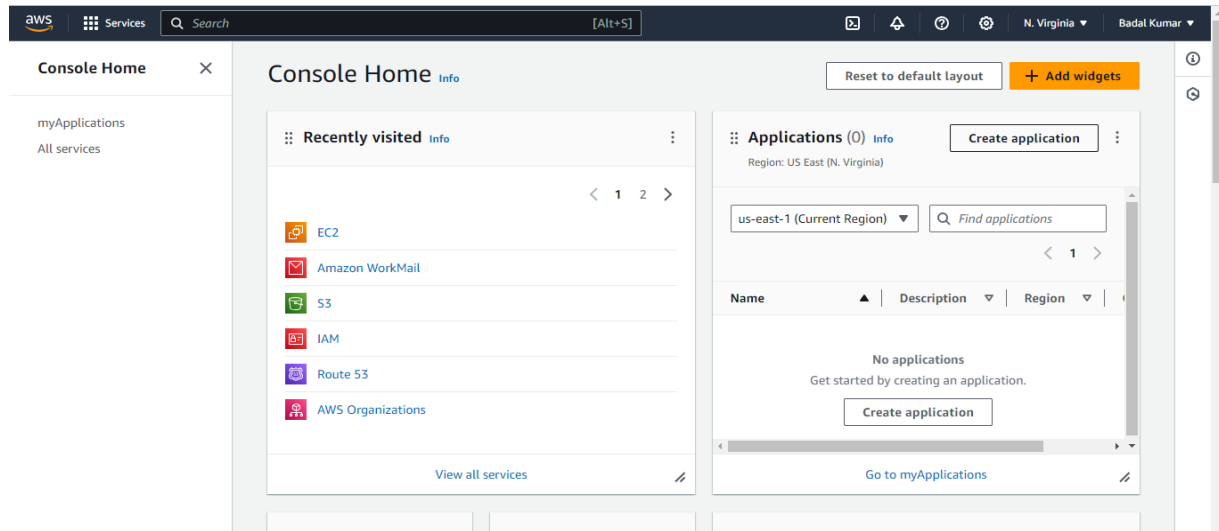 aws
Services
Search
[Alt+S]
N. Virginia
Badal Kumar
Console Home
myApplications
All services
Console Home Info
Reset to default layout
+ Add widgets
Recently visited Info
1 2
EC2
Amazon WorkMail
S3
IAM
Route 53
AWS Organizations
View all services
Applications (0) Info
Create application
Region: US East (N. Virginia)
us-east-1 (Current Region)
Find applications
1
Name
Description
Region
No applications
Get started by creating an application.
Create application
Go to myApplications